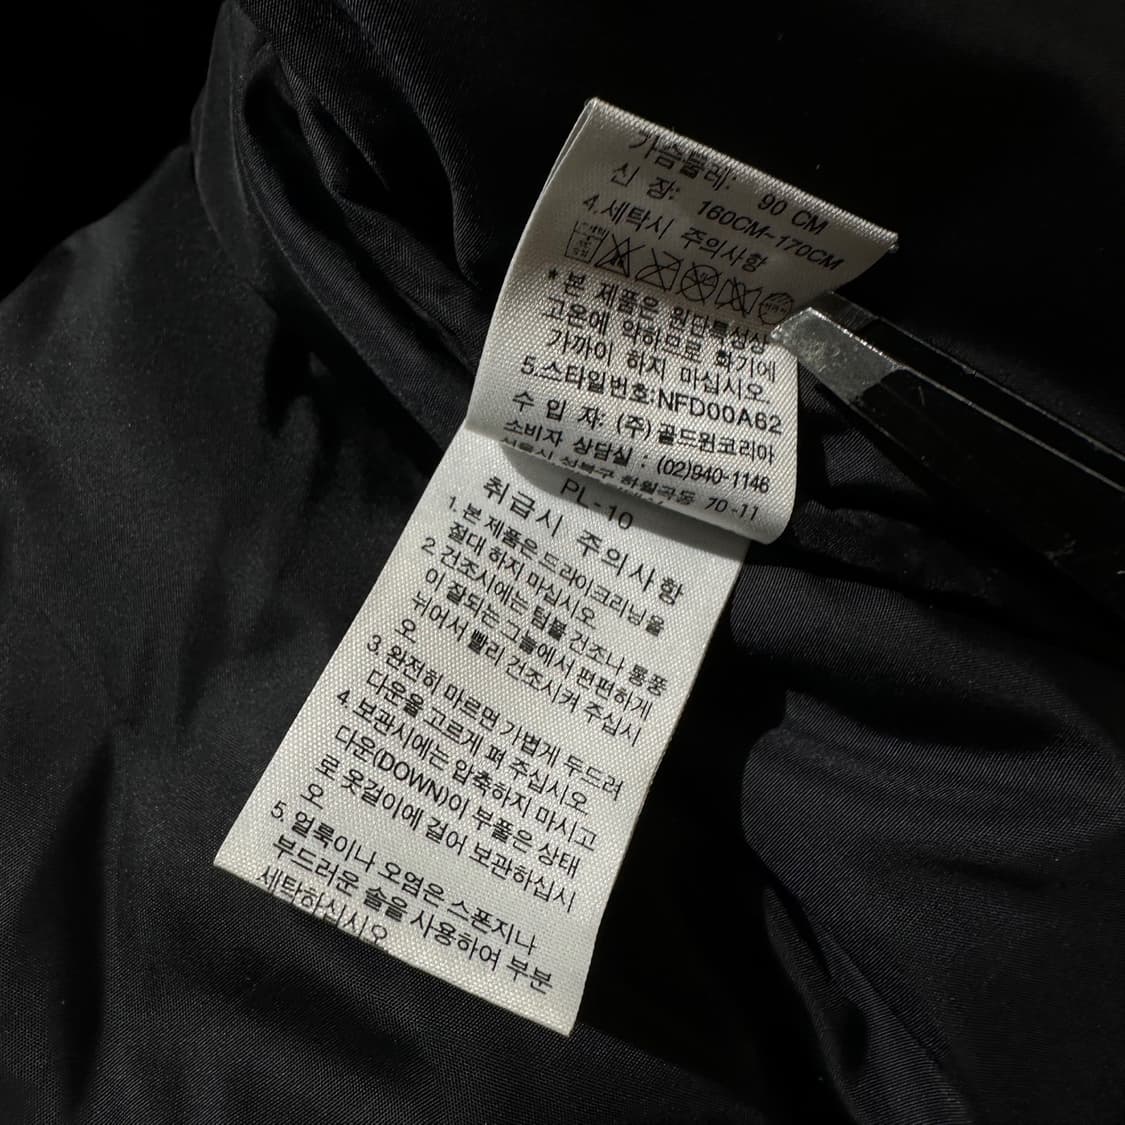 가슴둘레: 90 CM
신 장: 160CM-170CM
4.세탁시 주의사항
* 본 제품은 원단특성상
고온에 약하므로 화기에
가까이 하지 마십시오
5.스타일번호:NFD00A62
수 입 자: (주)골드윈코리아
소비자 상담실 : (02)940-1146
서울시 성북구 하월곡동 70-11
PL-10
취급시 주의사항
1.본 제품은 드라이크리닝을
절대 하지 마십시오
2 건조시에는 텀블 건조나 통풍
이 잘되는 그늘에서 편편하게
뉘어서 빨리 건조시켜 주십시
오
3. 완전히 마르면 가볍게 두드려
다운을 고르게 펴 주십시오
4. 보관시에는 압축하지 마시고
다운(DOWN)이 부풀은 상태
로 옷걸이에 걸어 보관하십시
오
5. 얼룩이나 오염은 스폰지나
부드러운 솔을 사용하여 부분
세탁하십시오